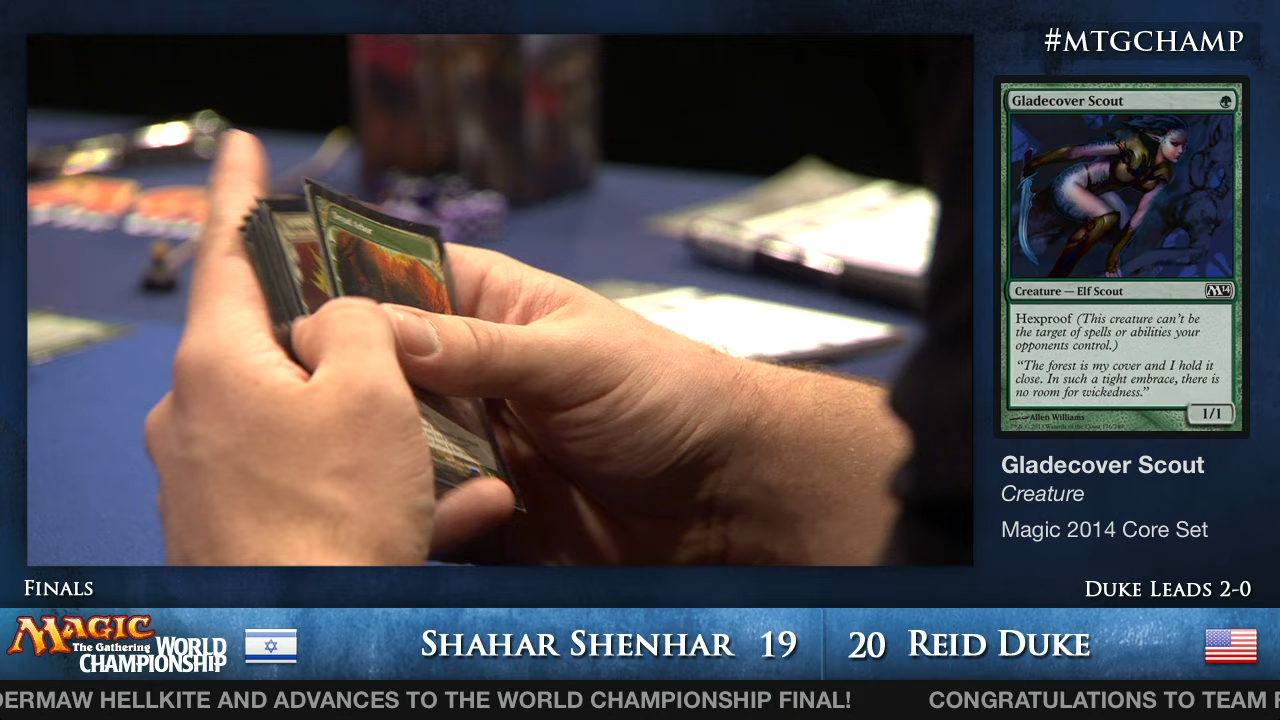 #MTGCHAMP
Gladecover Scout
Creature — Elf Scout
M14
Hexproof (This creature can't be
the target of spells or abilities your
opponents control.)
"The forest is my cover and I hold it
close. In such a tight embrace, there is
no room for wickedness."
Allen Williams
1/1
Gladecover Scout
Creature
Magic 2014 Core Set
FINALS
DUKE LEADS 2-0
MAGIC
The Gathering
WORLD
CHAMPIONSHIP
SHAHAR SHENHAR 19
20 REID DUKE
DERMAW HELLKITE AND ADVANCES TO THE WORLD CHAMPIONSHIP FINAL! CONGRATULATIONS TO TEAM